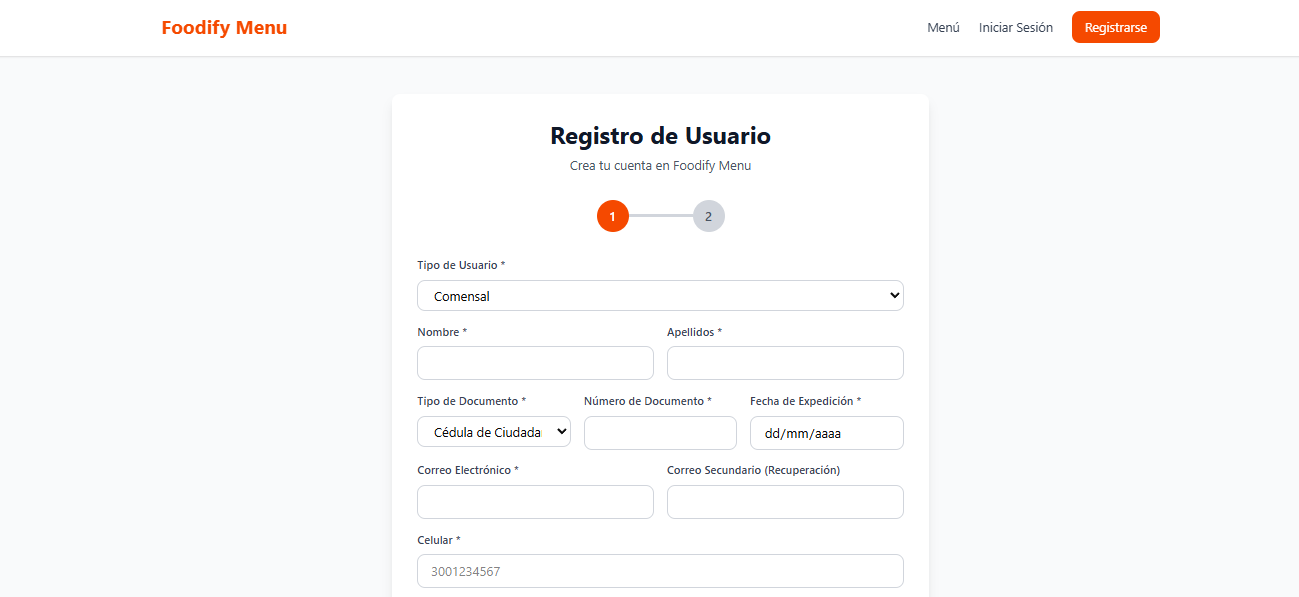 Foodify Menu
Menú
Iniciar Sesión
Registrarse
Registro de Usuario
Crea tu cuenta en Foodify Menu
1
2
Tipo de Usuario *
Comensal
Nombre *
Apellidos *
Tipo de Documento *
Número de Documento *
Fecha de Expedición *
Cédula de Ciudada
dd/mm/aaaa
Correo Electrónico *
Correo Secundario (Recuperación)
Celular *
3001234567